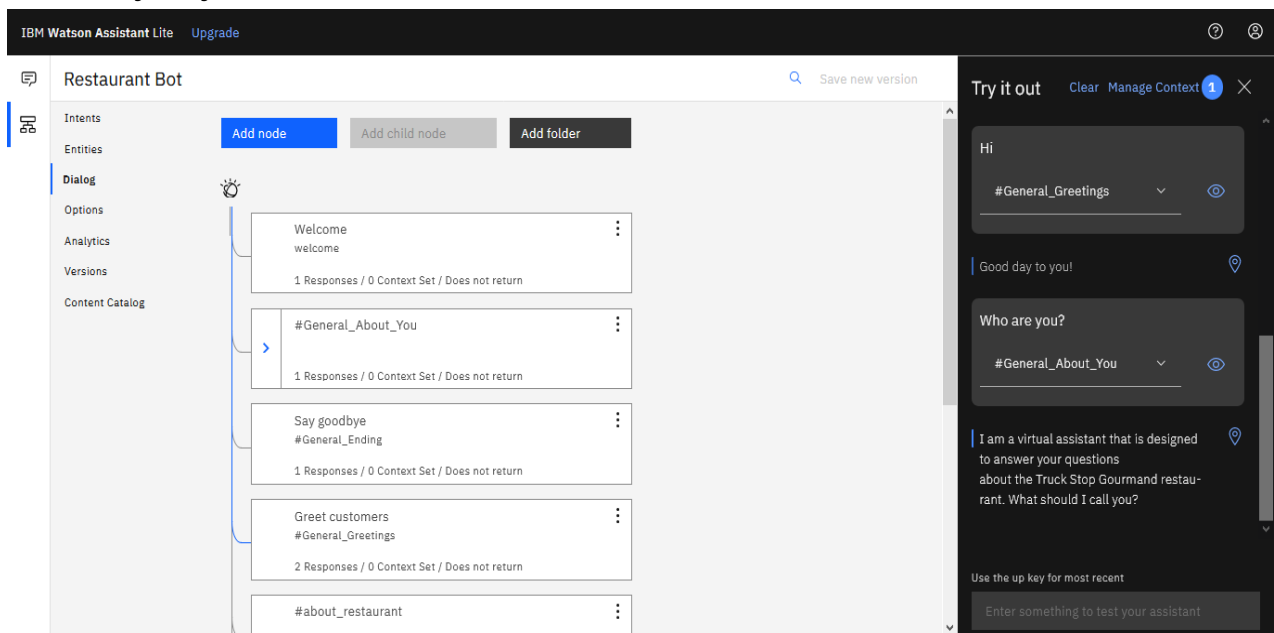 IBM Watson Assistant Lite Upgrade
Restaurant Bot
Save new version
Intents
Entities
Dialog
Options
Analytics
Versions
Content Catalog
Add node
Add child node
Add folder
Welcome
welcome
1 Responses / 0 Context Set / Does not return
#General_About_You
1 Responses / 0 Context Set / Does not return
Say goodbye
#General_Ending
1 Responses / 0 Context Set / Does not return
Greet customers
#General_Greetings
2 Responses / 0 Context Set / Does not return
#about_restaurant
Try it out
Clear
Manage Context 1
Hi
#General_Greetings
Good day to you!
Who are you?
#General_About_You
I am a virtual assistant that is designed
to answer your questions
about the Truck Stop Gourmand restau-
rant. What should I call you?
Use the up key for most recent
Enter something to test your assistant